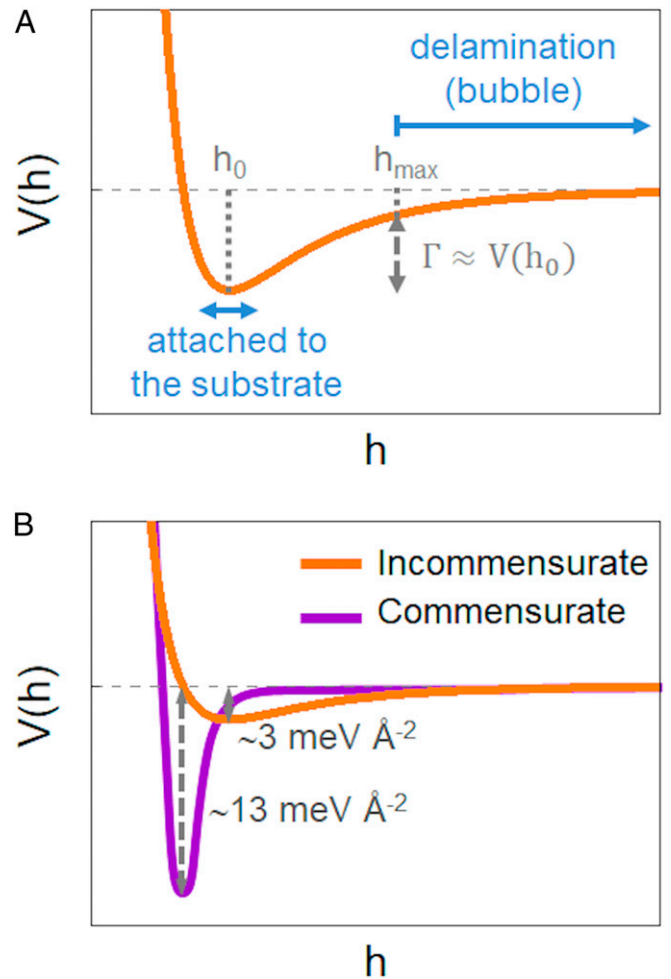 A
delamination
(bubble)
h₀
hₘₐₓ
V(h)
Γ ≈ V(h₀)
attached to
the substrate
h
B
Incommensurate
Commensurate
V(h)
~3 meV Å⁻²
~13 meV Å⁻²
h